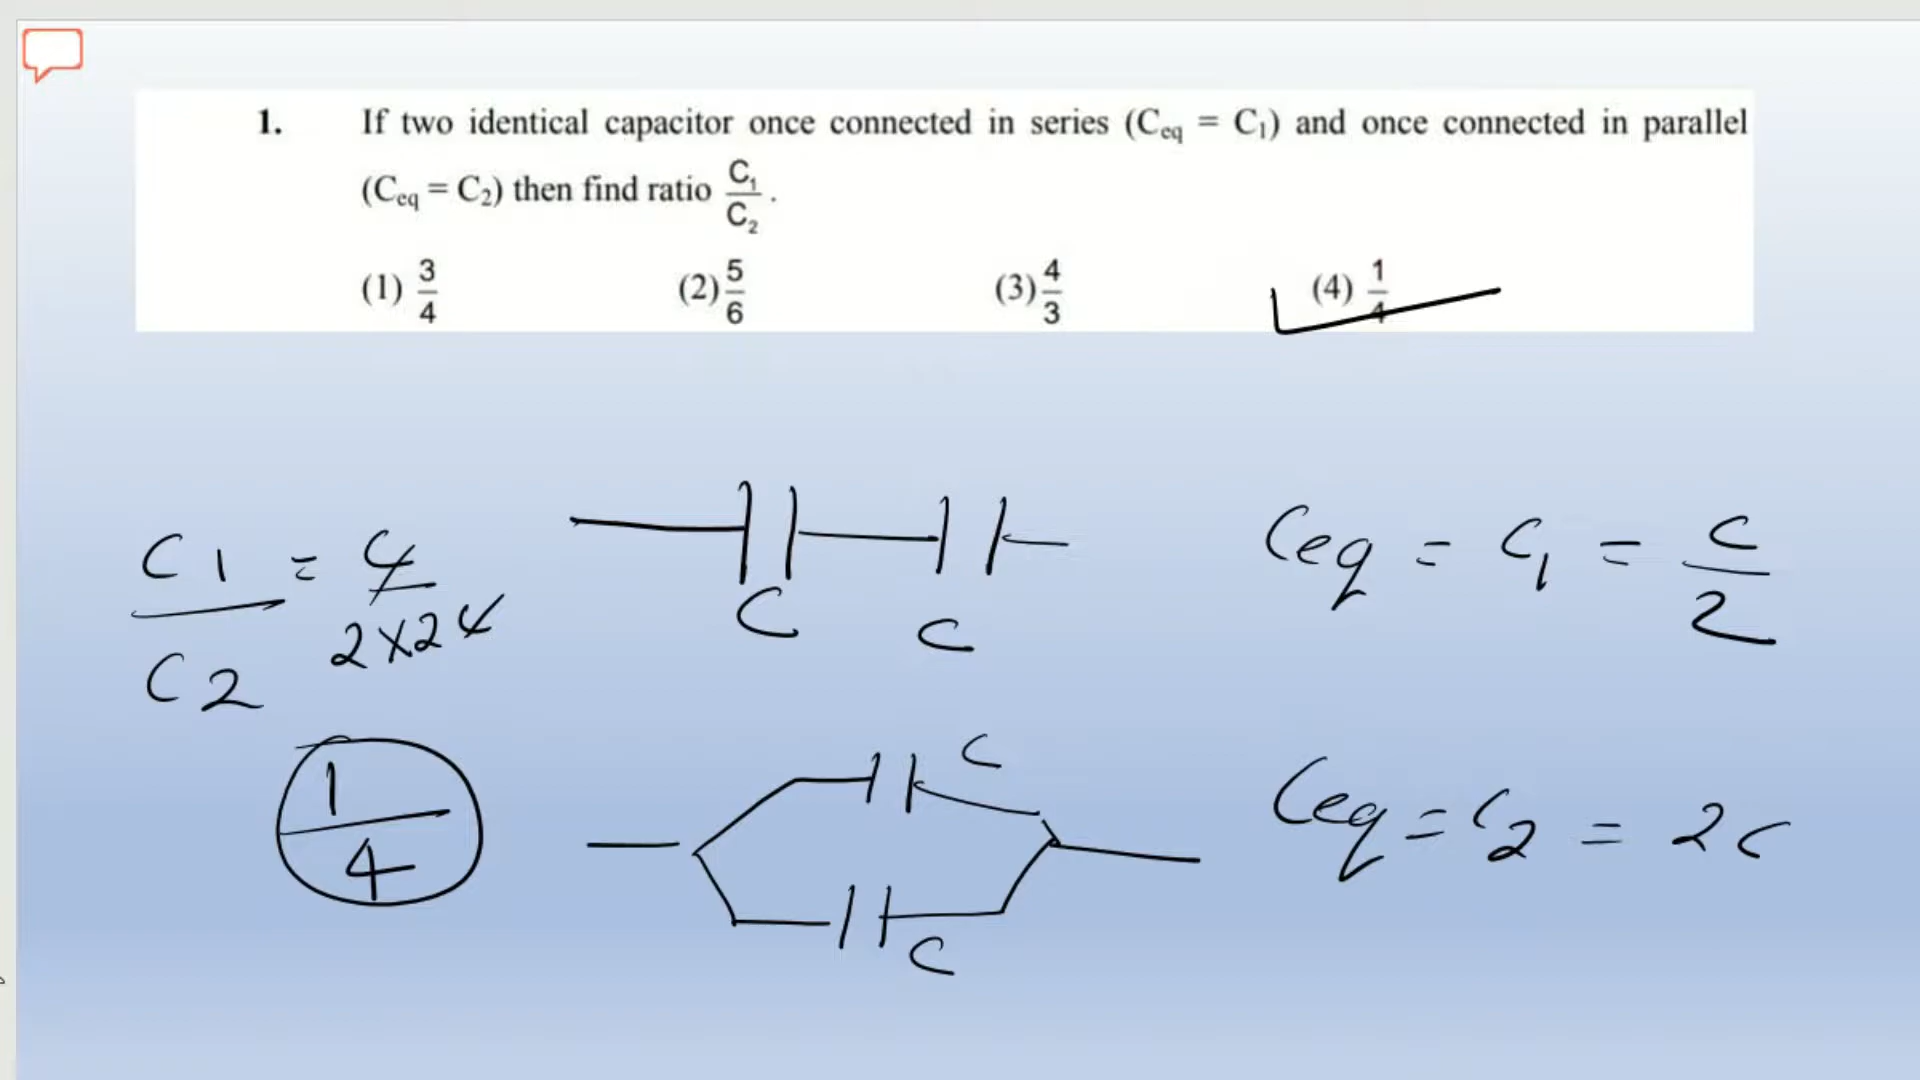 1. If two identical capacitor once connected in series (Ceq = C₁) and once connected in parallel
(Ceq = C₂) then find ratio C₁/C₂ .
(1) 3/4 (2) 5/6 (3) 4/3 (4) 1/4
C1/C2 = C/2×2C
1/4
C C
Ceq = C₁ = C/2
C
C
Ceq = C2 = 2C